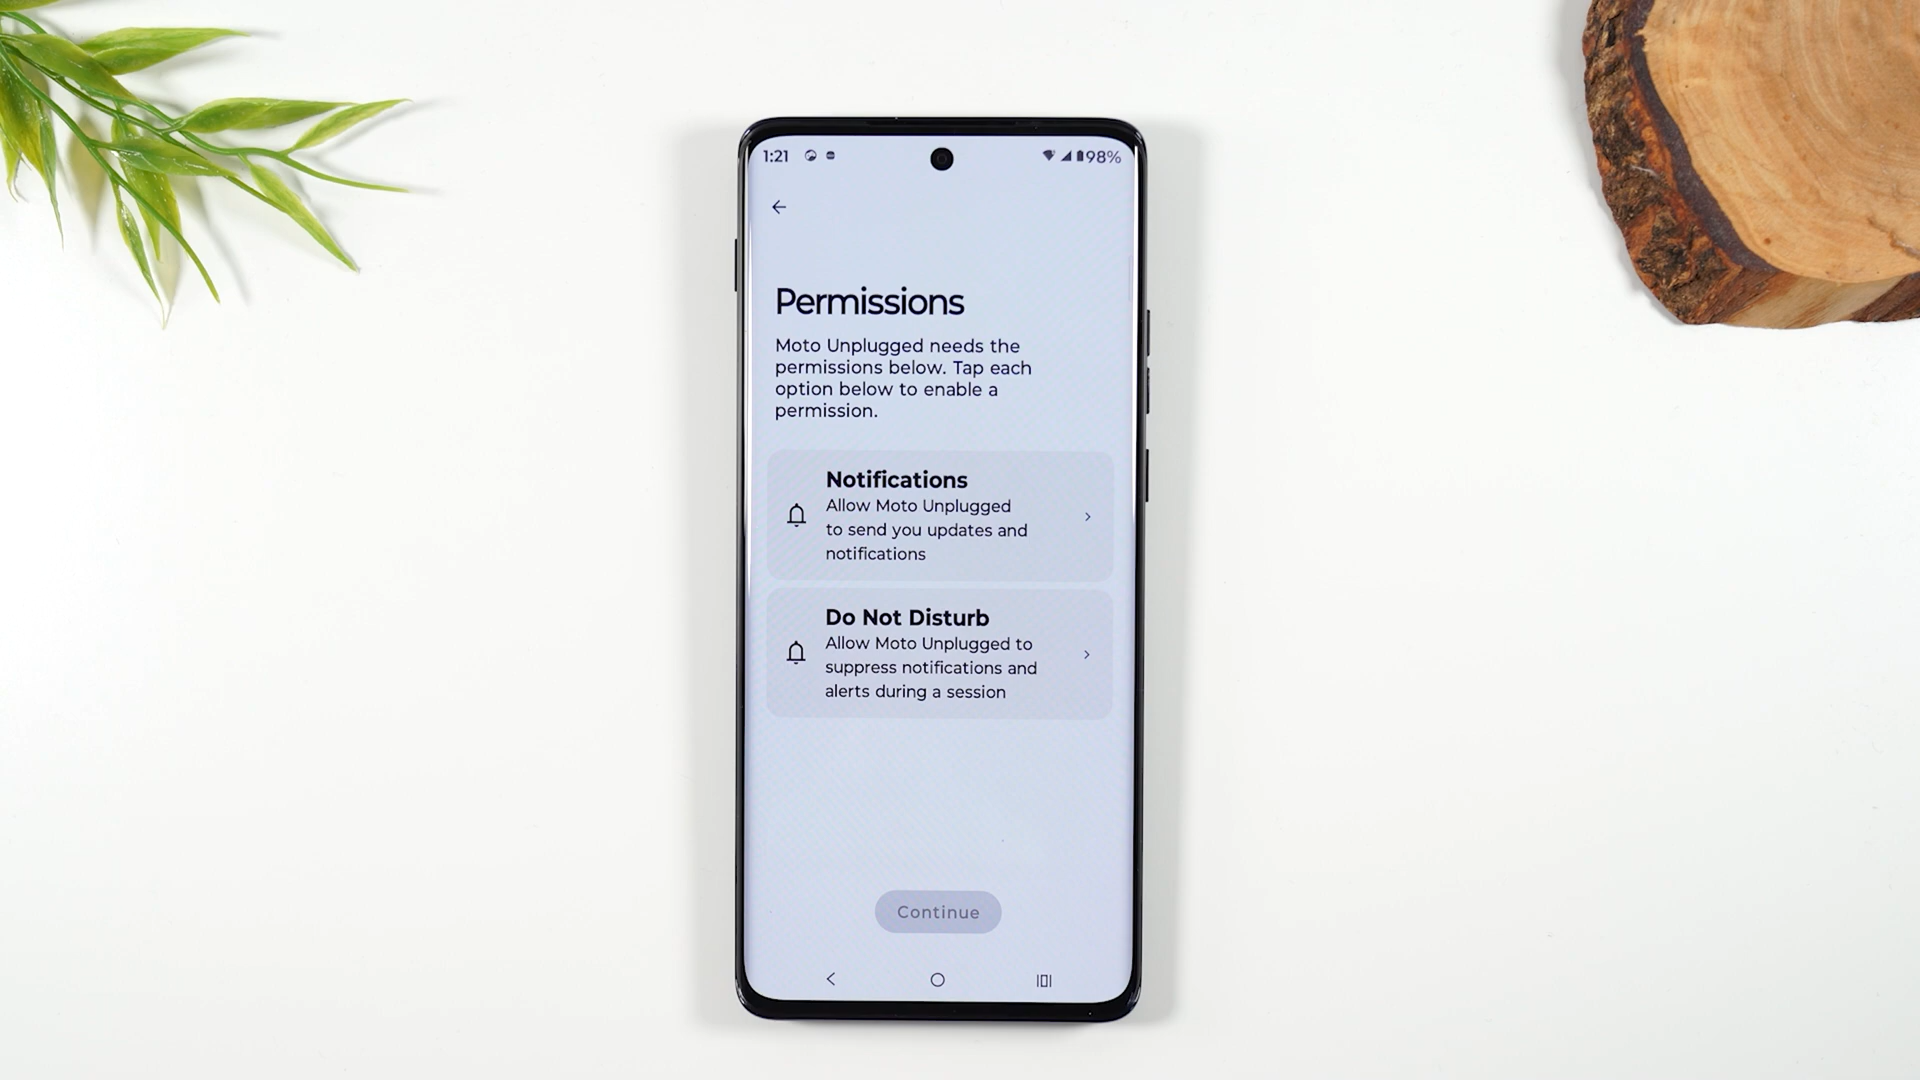 1:21
98%
Permissions
Moto Unplugged needs the
permissions below. Tap each
option below to enable a
permission.
Notifications
Allow Moto Unplugged
to send you updates and
notifications
Do Not Disturb
Allow Moto Unplugged to
suppress notifications and
alerts during a session
Continue